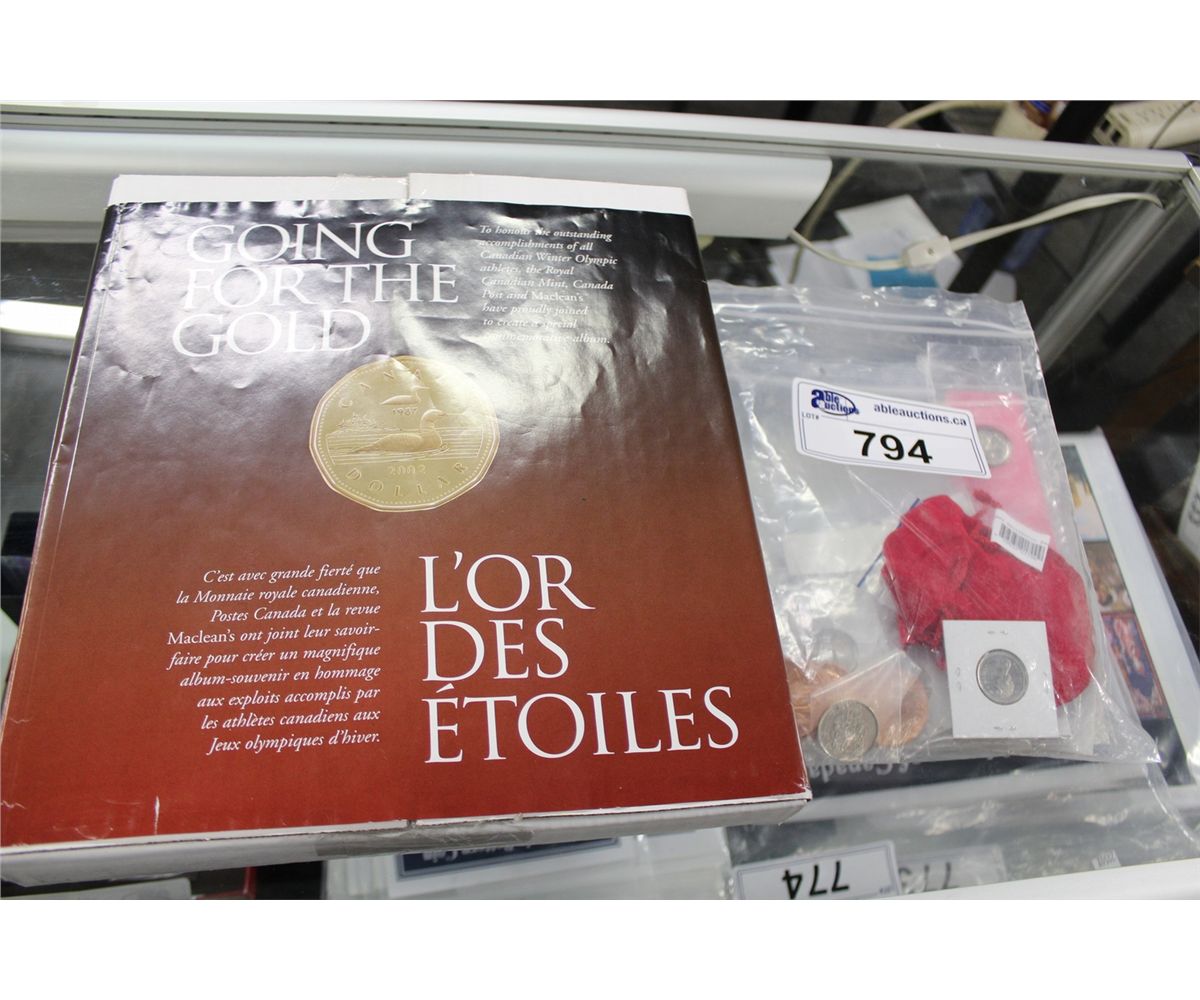 GOING
FOR THE
GOLD
To honour the outstanding
accomplishments of all
Canadian Winter Olympic
athletes, the Royal
Canadian Mint, Canada
Post and Maclean's
have proudly joined
to create a special
commemorative album.
CANADA
1987
2002
DOLLAR
C'est avec grande fierté que
la Monnaie royale canadienne,
Postes Canada et la revue
Maclean's ont joint leur savoir-
faire pour créer un magnifique
album-souvenir en hommage
aux exploits accomplis par
les athlètes canadiens aux
Jeux olympiques d'hiver.
L'OR
DES
ÉTOILES
able
auctions
ableauctions.ca
LOT#
794
774